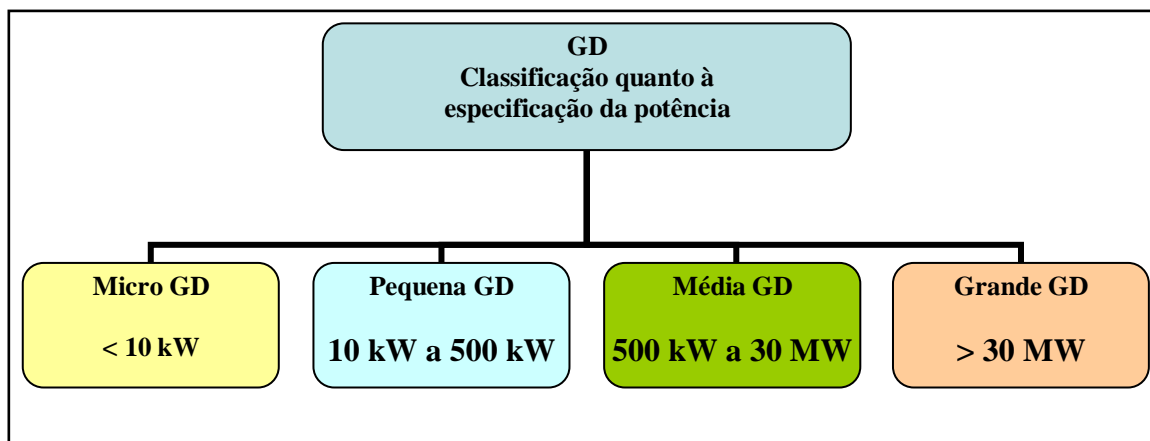 GD
Classificação quanto à
especificação da potência
Micro GD
< 10 kW
Pequena GD
10 kW a 500 kW
Média GD
500 kW a 30 MW
Grande GD
> 30 MW